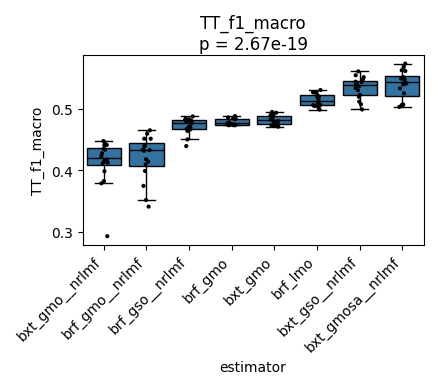 TT_f1_macro
p = 2.67e-19
TT_f1_macro
0.5
0.4
0.3
bxt_gmo__nrlmf
brf_gmo__nrlmf
brf_gso__nrlmf
brf_gmo
bxt_gmo
brf_lmo
bxt_gso__nrlmf
bxt_gmosa__nrlmf
estimator